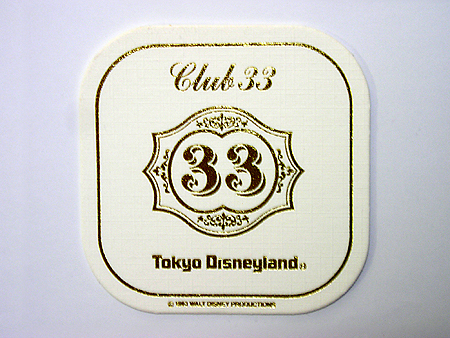 Club 33
33
Tokyo Disneyland®
© 1983 WALT DISNEY PRODUCTIONS